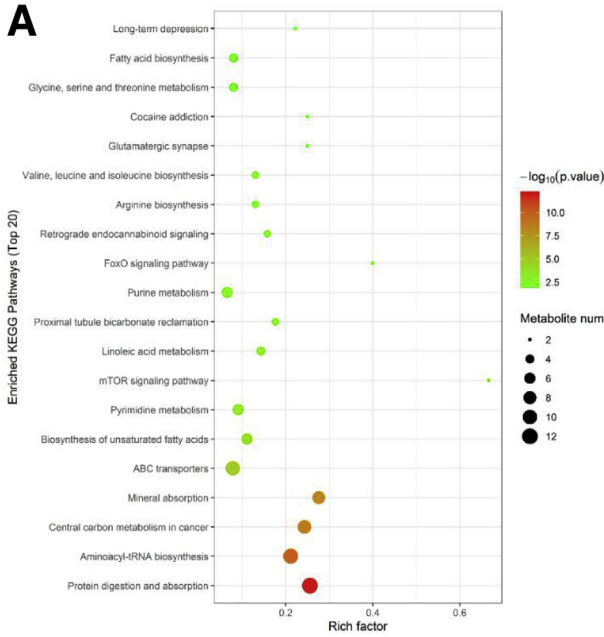 A
Long-term depression
Fatty acid biosynthesis
Glycine, serine and threonine metabolism
Cocaine addiction
Glutamatergic synapse
Valine, leucine and isoleucine biosynthesis
Arginine biosynthesis
Retrograde endocannabinoid signaling
FoxO signaling pathway
Purine metabolism
Proximal tubule bicarbonate reclamation
Linoleic acid metabolism
mTOR signaling pathway
Pyrimidine metabolism
Biosynthesis of unsaturated fatty acids
ABC transporters
Mineral absorption
Central carbon metabolism in cancer
Aminoacyl-tRNA biosynthesis
Protein digestion and absorption
Enriched KEGG Pathways (Top 20)
0.2 0.4 0.6
Rich factor
−log10(p.value)
10.0
7.5
5.0
2.5
Metabolite num
2
4
6
8
10
12